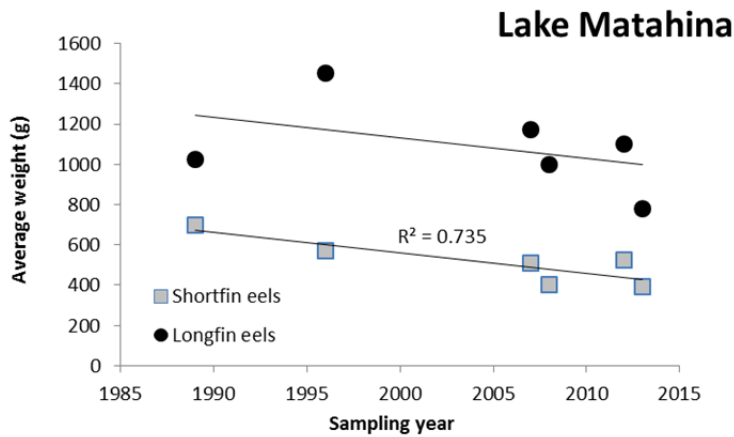 Lake Matahina
1600
1400
1200
1000
800
600
400
200
0
Average weight (g)
R² = 0.735
Shortfin eels
Longfin eels
1985 1990 1995 2000 2005 2010 2015
Sampling year